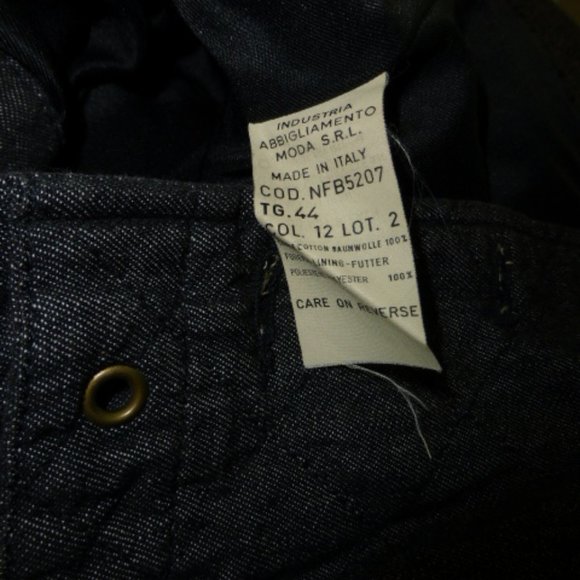 INDUSTRIA
ABBIGLIAMENTO
MODA S.R.L.
MADE IN ITALY
COD. NFB5207
TG. 44
COL. 12 LOT. 2
COTTON BAUMWOLLE 100%
LINING-FUTTER
100%
CARE ON REVERSE